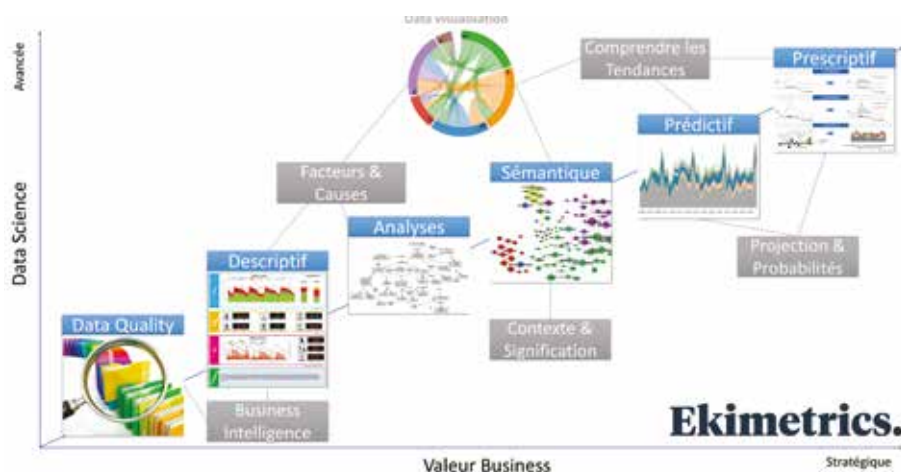 Data Visualisation
Avancée
Comprendre les
Tendances
Prescriptif
Prédictif
Facteurs &
Causes
Sémantique
Data Science
Analyses
Descriptif
Projection &
Probabilités
Data Quality
Contexte &
Signification
Business
Intelligence
Ekimetrics.
Valeur Business
Stratégique